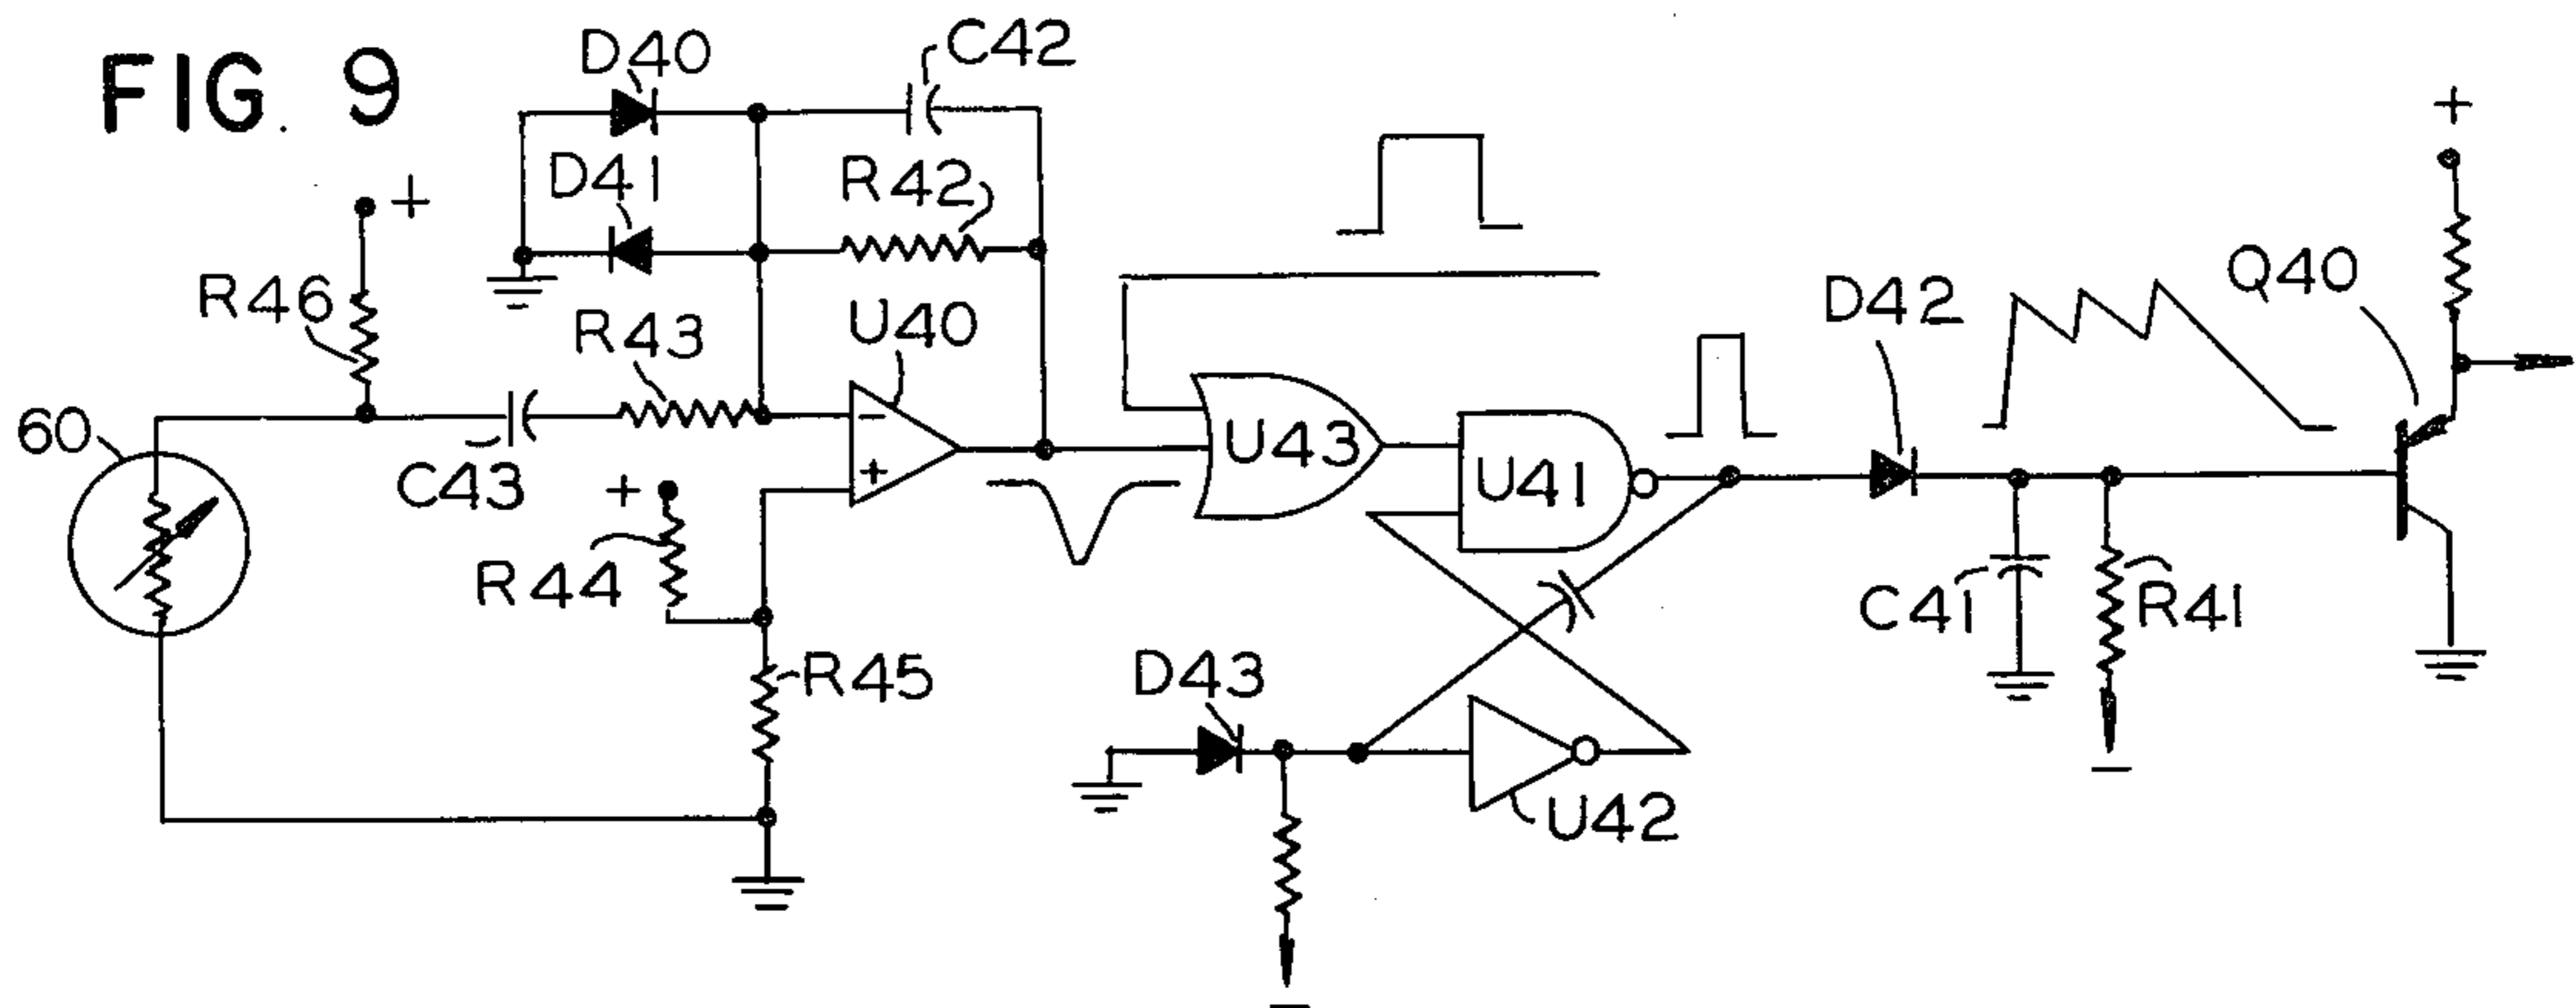 FIG. 9
D40
C42
D41
R42
+
+
R46
R43
U40
Q40
D42
60
C43
−
+
U43
U41
+
R44
C41
R41
R45
D43
U42
−
−